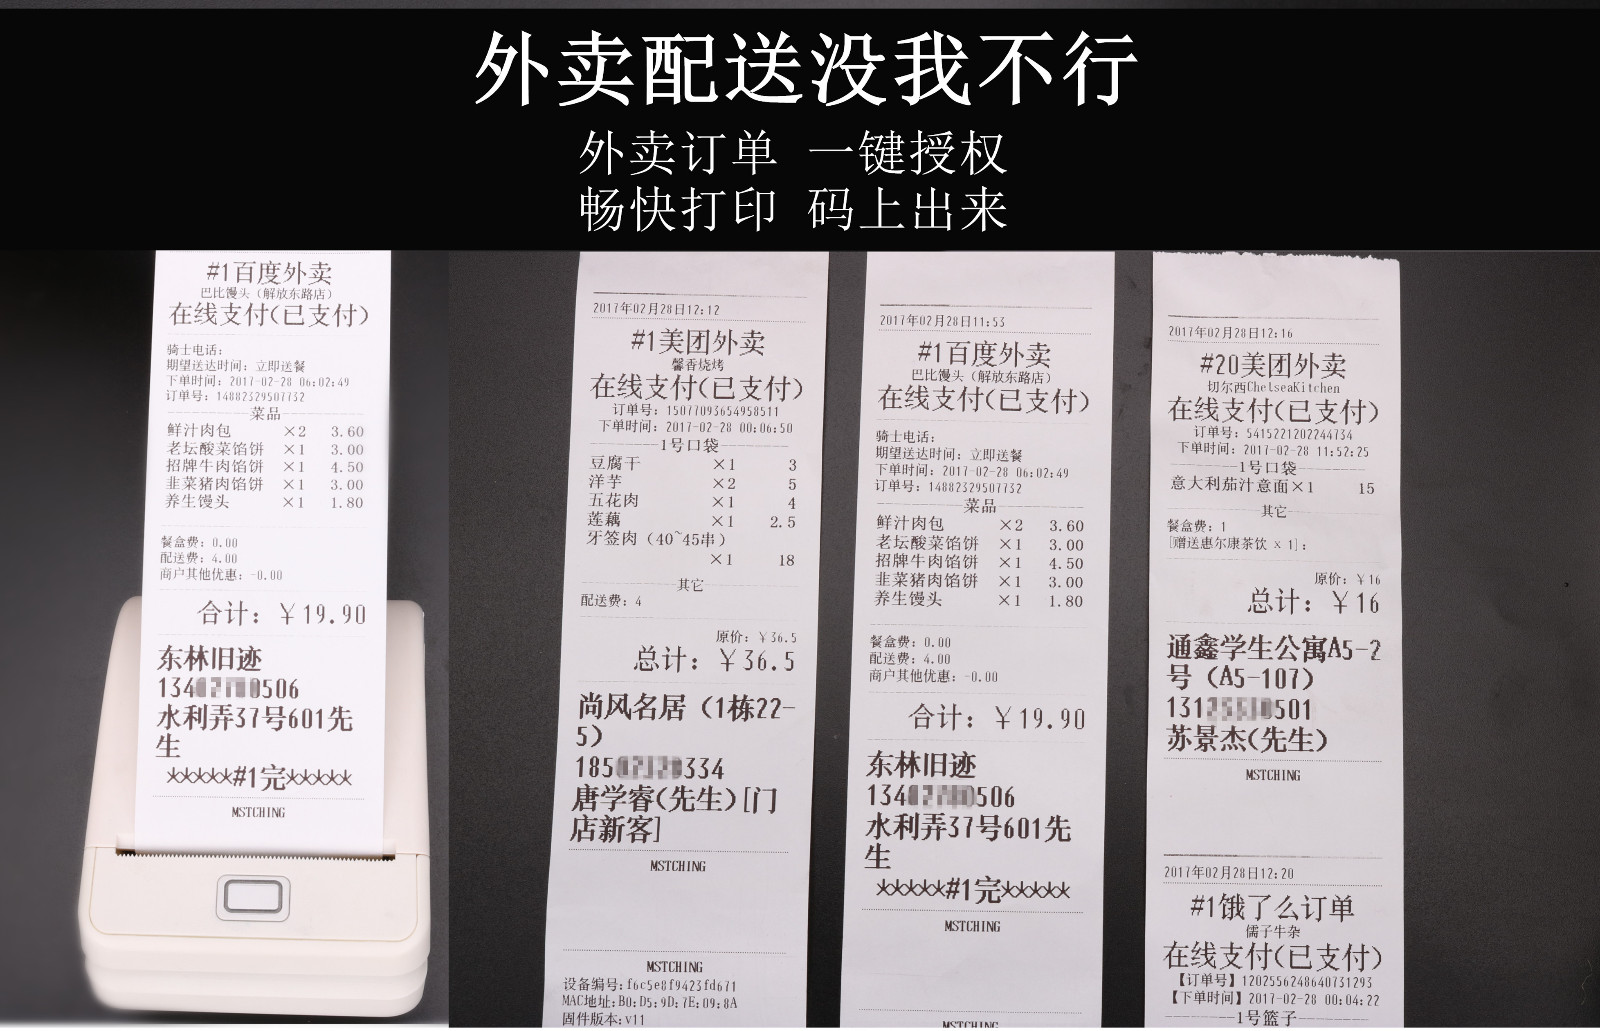 外卖配送没我不行
外卖订单 一键授权
畅快打印 码上出来
#1百度外卖
巴比馒头（解放东路店）
在线支付(已支付)
骑士电话:
期望送达时间: 立即送餐
下单时间: 2017-02-28 06:02:49
订单号: 14882329507732
菜品
鲜汁肉包 ×2 3.60
老坛酸菜馅饼 ×1 3.00
招牌牛肉馅饼 ×1 4.50
韭菜猪肉馅饼 ×1 3.00
养生馒头 ×1 1.80
餐盒费: 0.00
配送费: 4.00
商户其他优惠: -0.00
合计: ￥19.90
东林旧迹
134 506
水利弄37号601先
生
*****#1完*****
MSTCHING
2017年02月28日12:12
#1美团外卖
馨香烧烤
在线支付(已支付)
订单号: 15077093654958511
下单时间: 2017-02-28 00:06:50
1号口袋
豆腐干 ×1 3
洋芋 ×2 5
五花肉 ×1 4
莲藕 ×1 2.5
牙签肉（40~45串）
×1 18
其它
配送费: 4
原价: ￥36.5
总计: ￥36.5
尚风名居（1栋22-
5）
185 334
唐学睿(先生)[门
店新客]
MSTCHING
MSTCHING
设备编号:f6c5e8f9423fd671
MAC地址:B0:D5:9D:7E:09:8A
固件版本:v11
2017年02月28日11:53
#1百度外卖
巴比馒头（解放东路店）
在线支付(已支付)
骑士电话:
期望送达时间: 立即送餐
下单时间: 2017-02-28 06:02:49
订单号: 14882329507732
菜品
鲜汁肉包 ×2 3.60
老坛酸菜馅饼 ×1 3.00
招牌牛肉馅饼 ×1 4.50
韭菜猪肉馅饼 ×1 3.00
养生馒头 ×1 1.80
餐盒费: 0.00
配送费: 4.00
商户其他优惠: -0.00
合计: ￥19.90
东林旧迹
134 506
水利弄37号601先
生
*****#1完*****
MSTCHING
MSTCHING
2017年02月28日12:16
#20美团外卖
切尔西ChelseaKitchen
在线支付(已支付)
订单号: 5415221202244734
下单时间: 2017-02-28 11:52:25
1号口袋
意大利茄汁意面×1 15
其它
餐盒费: 1
[赠送惠尔康茶饮 x 1]:
原价: ￥16
总计: ￥16
通鑫学生公寓A5-2
号（A5-107）
131 501
苏景杰(先生)
MSTCHING
2017年02月28日12:20
#1饿了么订单
儒子牛杂
在线支付(已支付)
【订单号】1202556248640731293
【下单时间】2017-02-28 00:04:22
1号篮子